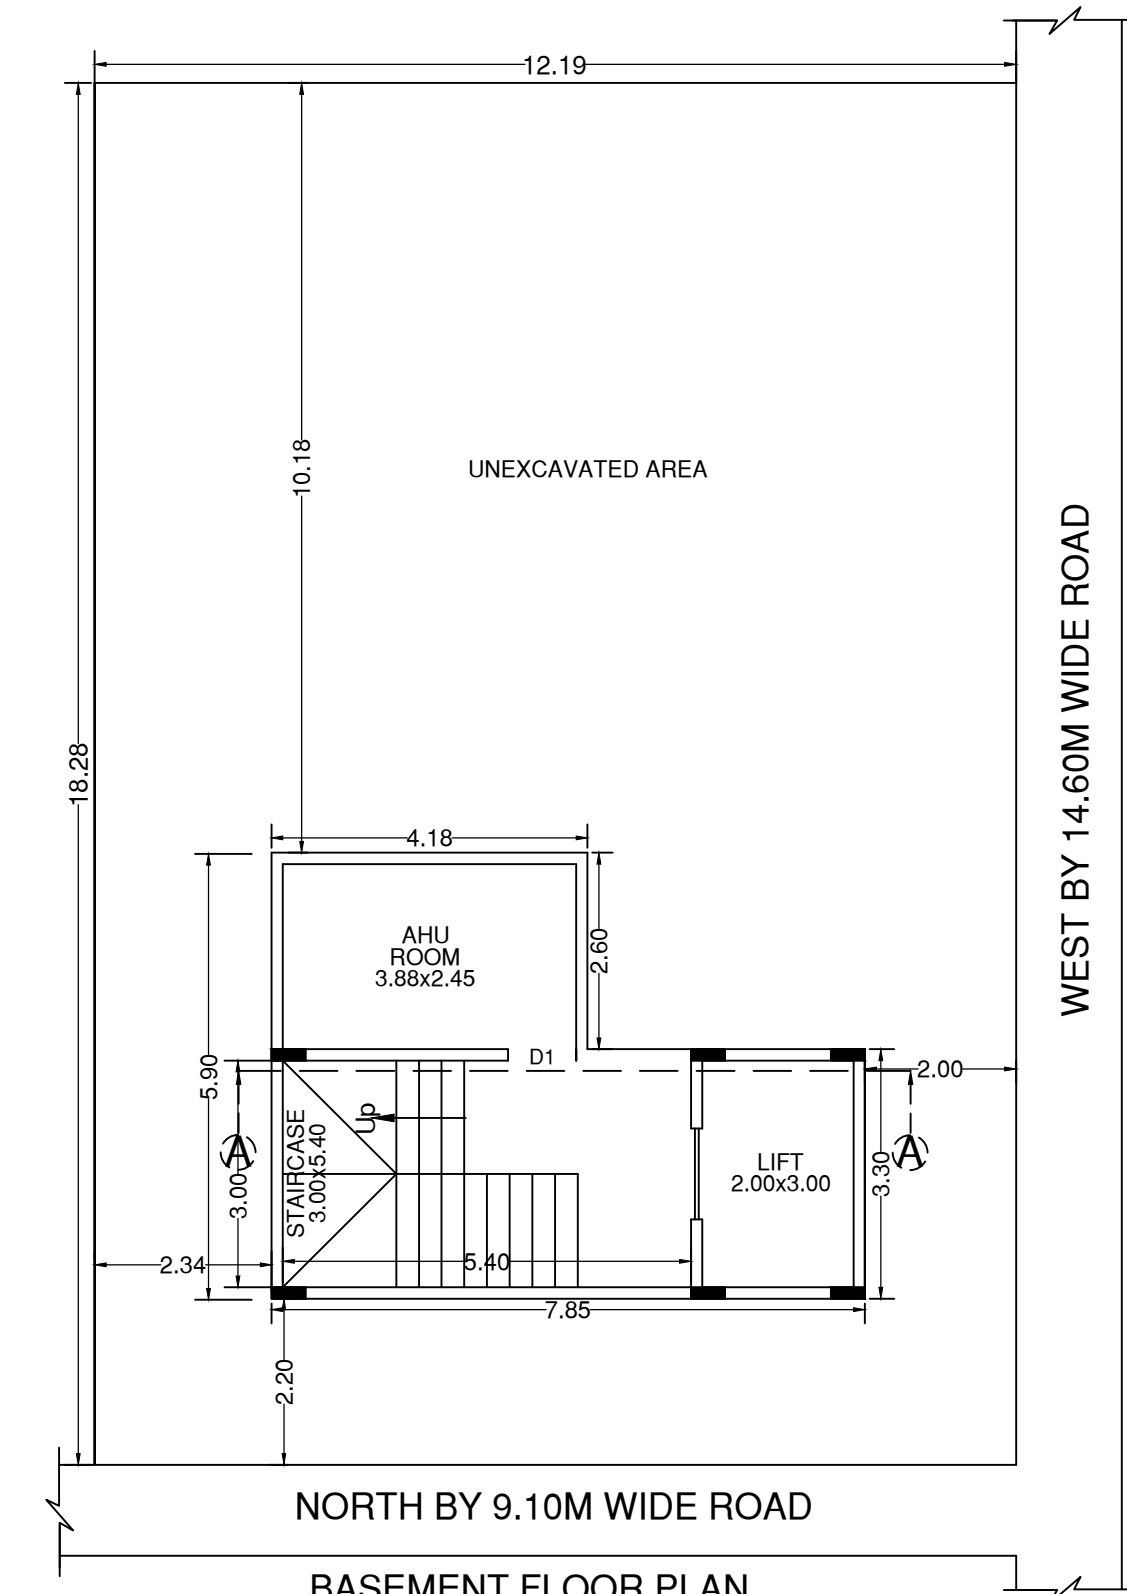 12.19
10.18
UNEXCAVATED AREA
WEST BY 14.60M WIDE ROAD
18.28
4.18
AHU
ROOM
3.88x2.45
2.60
D1
5.90
2.00
Up
A
A
STAIRCASE
3.00x5.40
LIFT
2.00x3.00
3.30
3.00
2.34
5.40
7.85
2.20
NORTH BY 9.10M WIDE ROAD
BASEMENT FLOOR PLAN